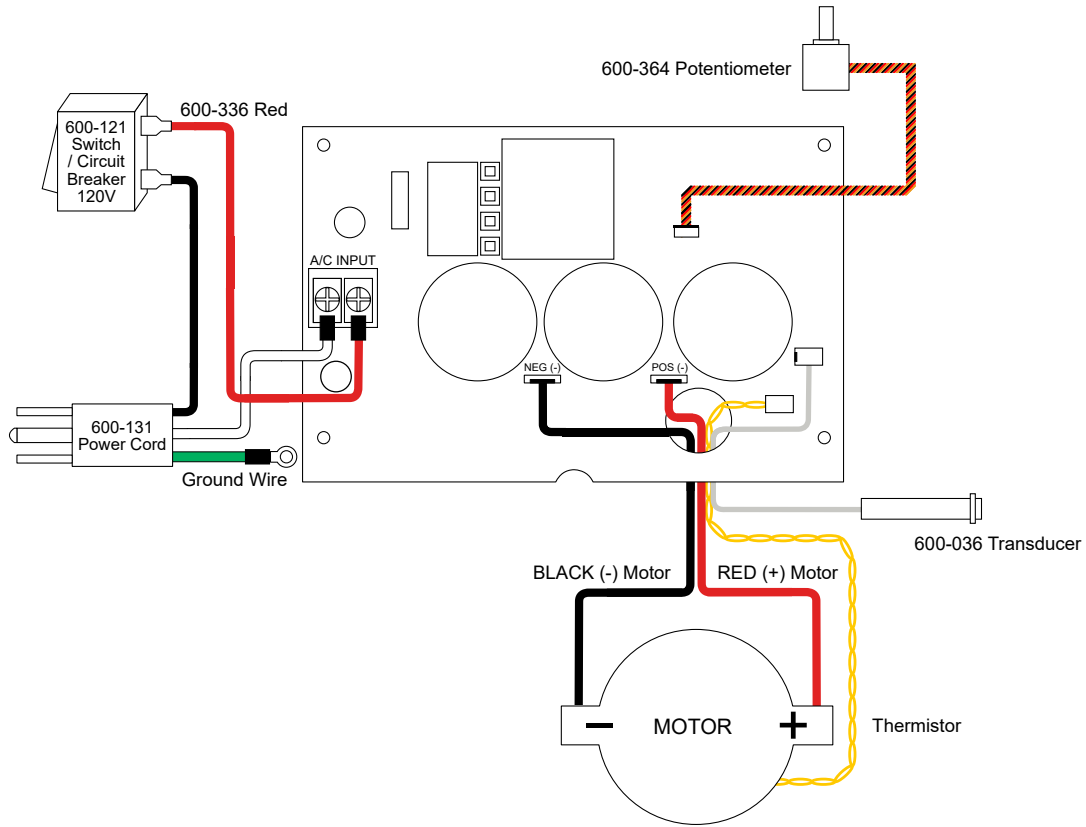 600-364 Potentiometer
600-336 Red
600-121
Switch
/ Circuit
Breaker
120V
A/C INPUT
NEG (-)
POS (-)
600-131
Power Cord
Ground Wire
600-036 Transducer
BLACK (-) Motor
RED (+) Motor
− MOTOR +
Thermistor